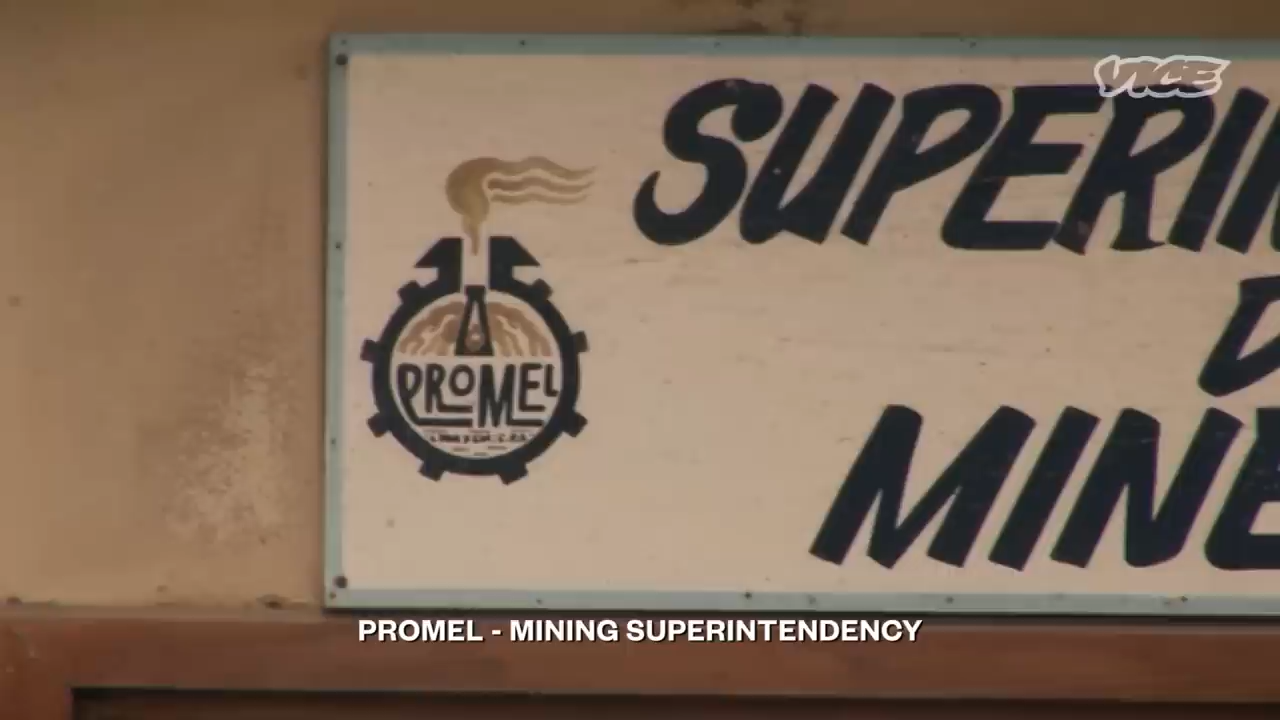 VICE
SUPERI
D
MINE
PROMEL
PROMEL - MINING SUPERINTENDENCY